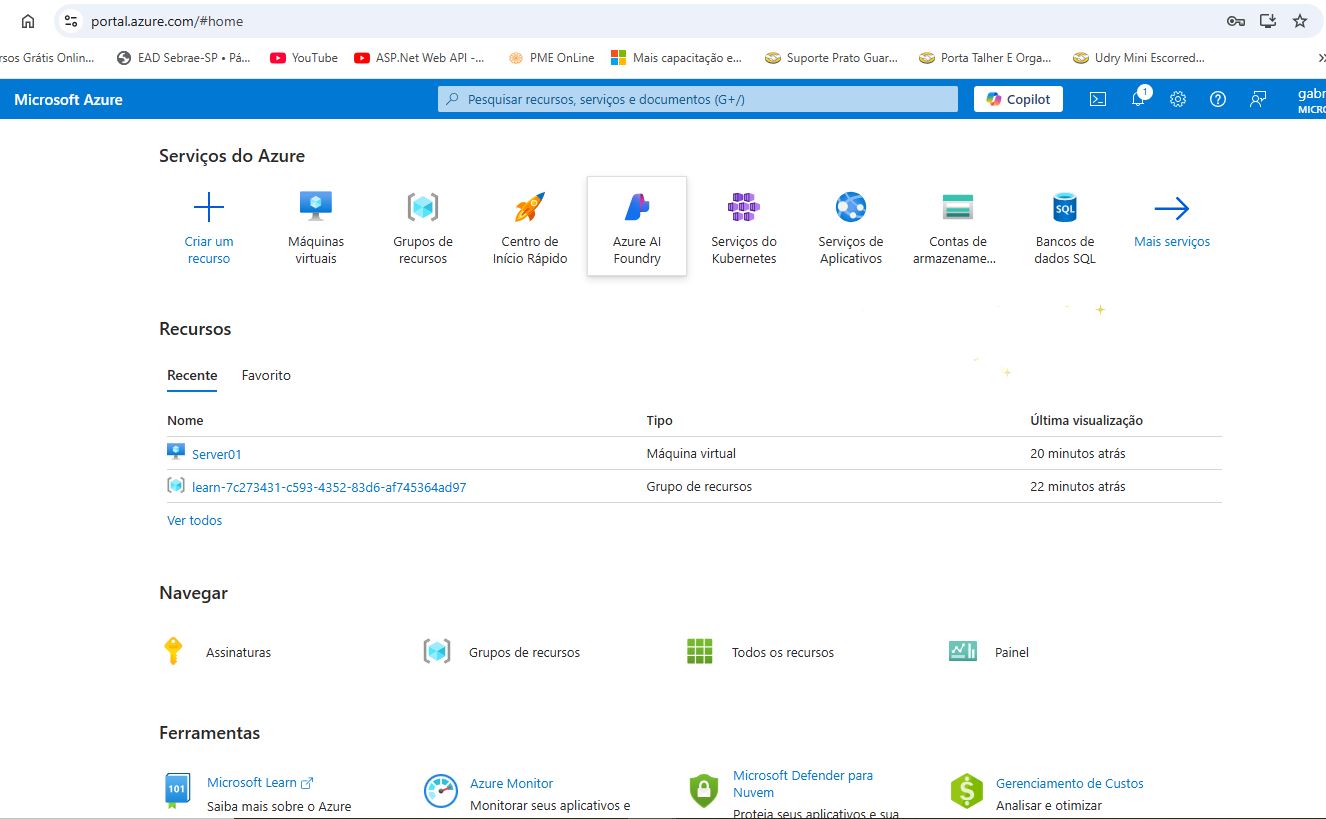 portal.azure.com/#home
rsos Grátis Onlin... EAD Sebrae-SP • Pá... YouTube ASP.Net Web API -... PME OnLine Mais capacitação e... Suporte Prato Guar... Porta Talher E Orga... Udry Mini Escorred...
Microsoft Azure
Pesquisar recursos, serviços e documentos (G+/)
Copilot
1
gabr
MICRO
Serviços do Azure
Criar um
recurso
Máquinas
virtuais
Grupos de
recursos
Centro de
Início Rápido
Azure AI
Foundry
Serviços do
Kubernetes
Serviços de
Aplicativos
Contas de
armazename...
SQL
Bancos de
dados SQL
Mais serviços
Recursos
Recente Favorito
Nome Tipo Última visualização
Server01 Máquina virtual 20 minutos atrás
learn-7c273431-c593-4352-83d6-af745364ad97 Grupo de recursos 22 minutos atrás
Ver todos
Navegar
Assinaturas Grupos de recursos Todos os recursos Painel
Ferramentas
101
Microsoft Learn
Saiba mais sobre o Azure
Azure Monitor
Monitorar seus aplicativos e
Microsoft Defender para
Nuvem
Proteja seus aplicativos e sua
$
Gerenciamento de Custos
Analisar e otimizar